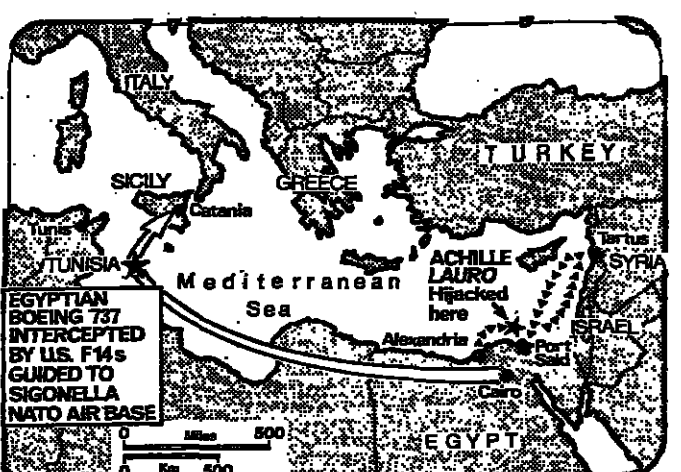 ITALY
TURKEY
SICILY
GREECE
Catania
Tunis
TUNISIA
Tartus
SYRIA
ACHILLE
LAURO
Hijacked
here
Mediterranean
Sea
EGYPTIAN
BOEING 737
INTERCEPTED
BY U.S. F14s
GUIDED TO
SIGONELLA
NATO AIR BASE
ISRAEL
Alexandria
Port
Said
Cairo
EGYPT
0 Miles 500
0 Km 500